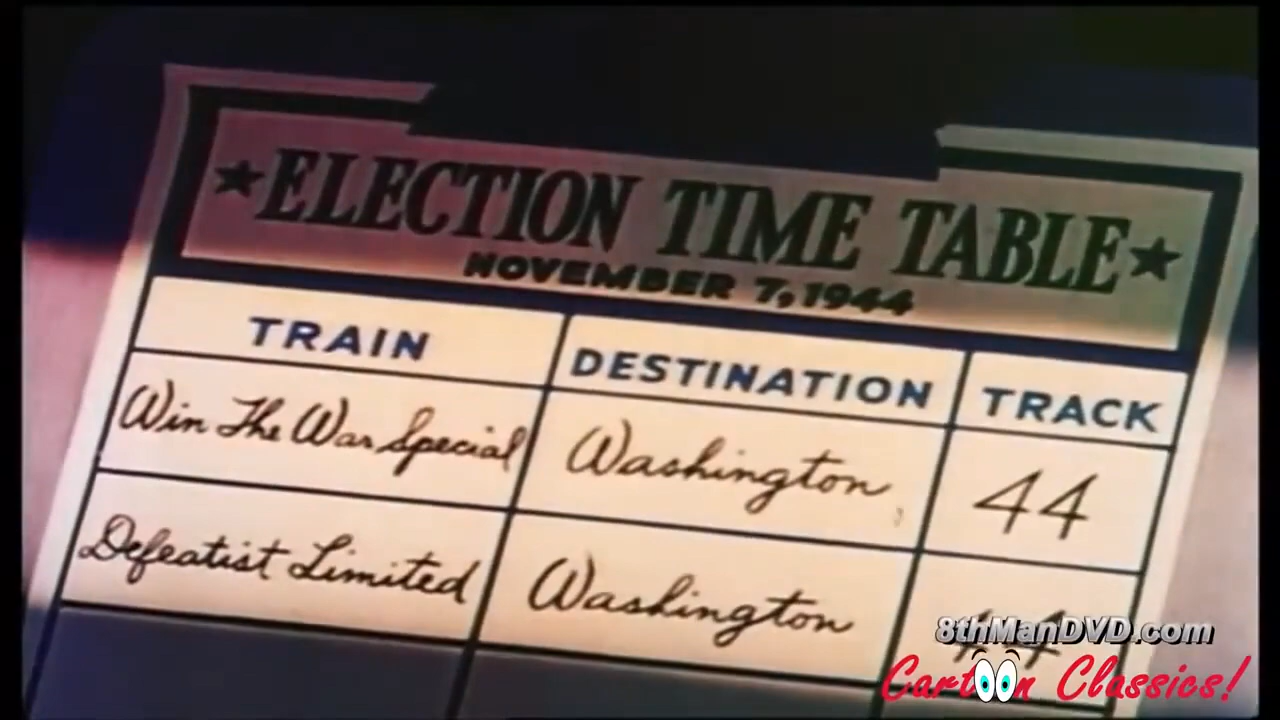 ★ELECTION TIME TABLE★
NOVEMBER 7, 1944
TRAIN DESTINATION TRACK
Win The War Special Washington 44
Defeatist Limited Washington
8thManDVD.com
Cartoon Classics!